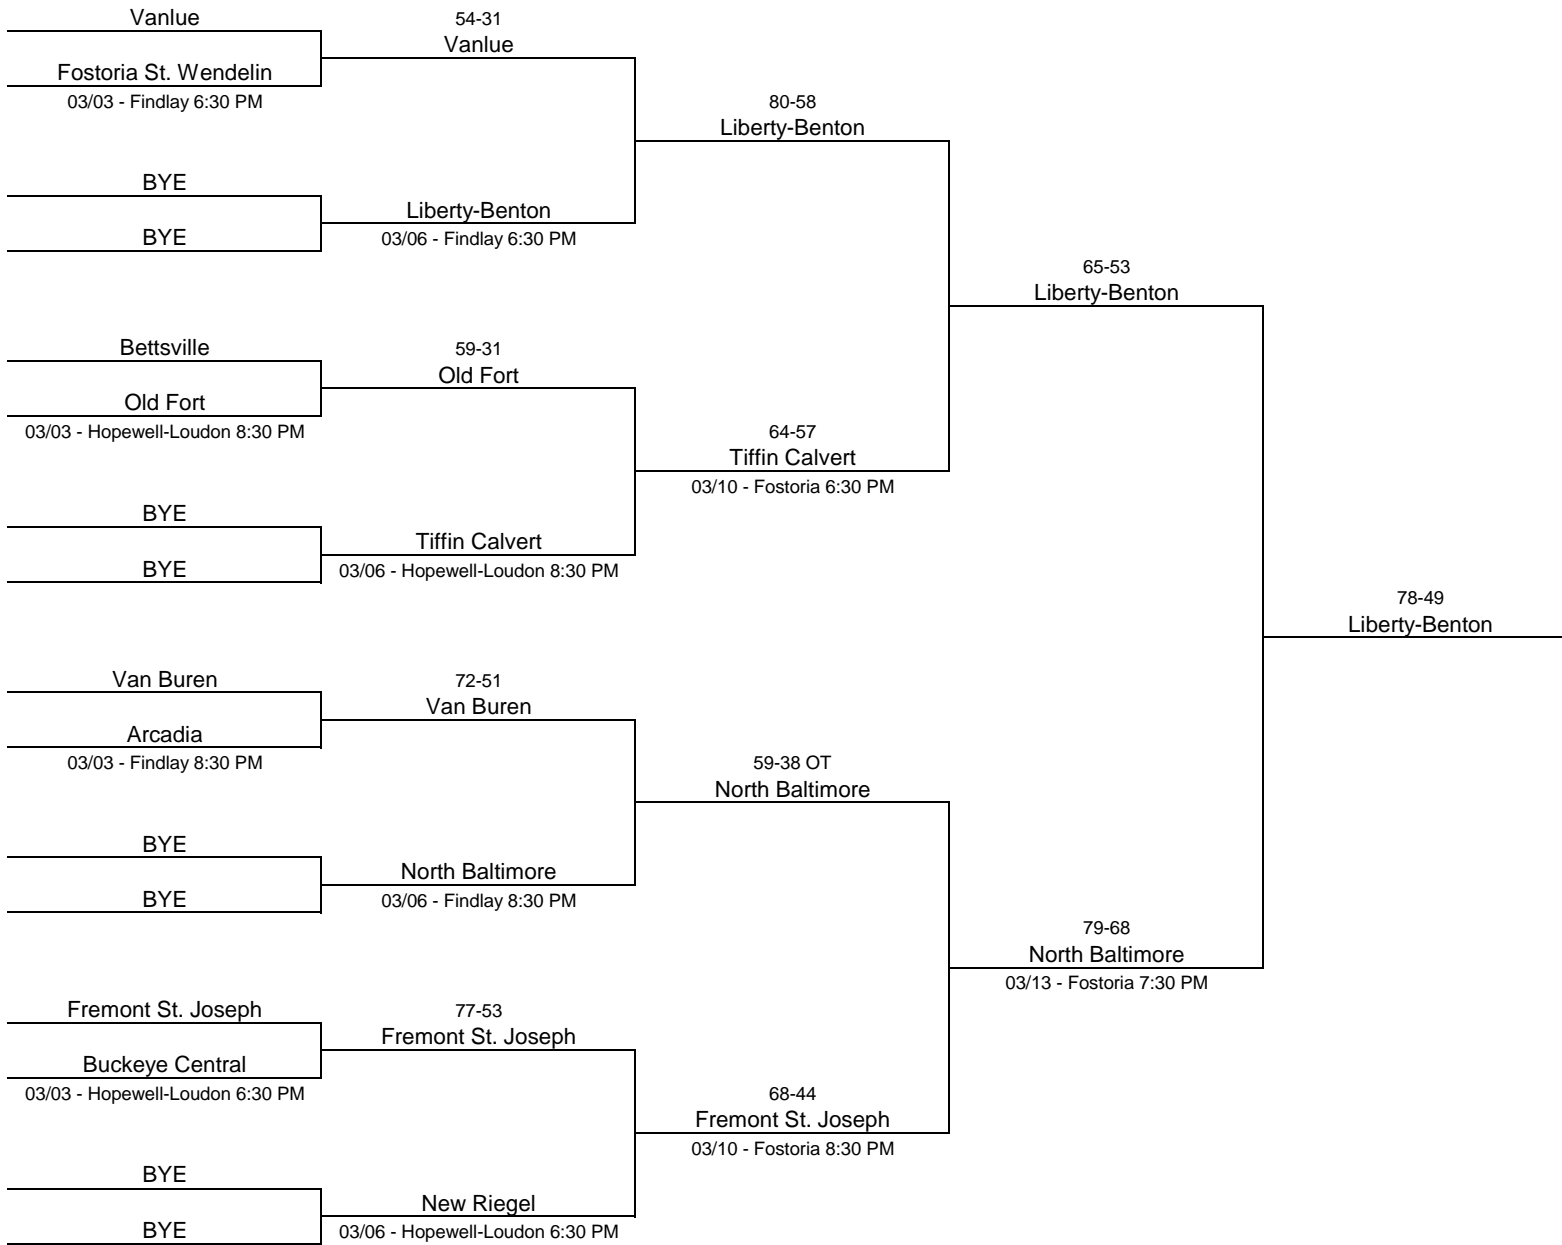 Vanlue
Fostoria St. Wendelin
03/03 - Findlay 6:30 PM
BYE
BYE
Bettsville
Old Fort
03/03 - Hopewell-Loudon 8:30 PM
BYE
BYE
Van Buren
Arcadia
03/03 - Findlay 8:30 PM
BYE
BYE
Fremont St. Joseph
Buckeye Central
03/03 - Hopewell-Loudon 6:30 PM
BYE
BYE
54-31
Vanlue
Liberty-Benton
03/06 - Findlay 6:30 PM
59-31
Old Fort
Tiffin Calvert
03/06 - Hopewell-Loudon 8:30 PM
72-51
Van Buren
North Baltimore
03/06 - Findlay 8:30 PM
77-53
Fremont St. Joseph
New Riegel
03/06 - Hopewell-Loudon 6:30 PM
80-58
Liberty-Benton
64-57
Tiffin Calvert
03/10 - Fostoria 6:30 PM
59-38 OT
North Baltimore
68-44
Fremont St. Joseph
03/10 - Fostoria 8:30 PM
65-53
Liberty-Benton
79-68
North Baltimore
03/13 - Fostoria 7:30 PM
78-49
Liberty-Benton